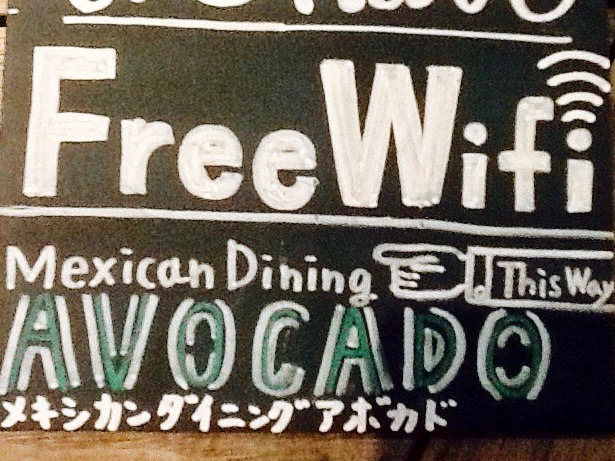 Free Wifi
Mexican Dining This Way
AVOCADO
メキシカンダイニングアボカド